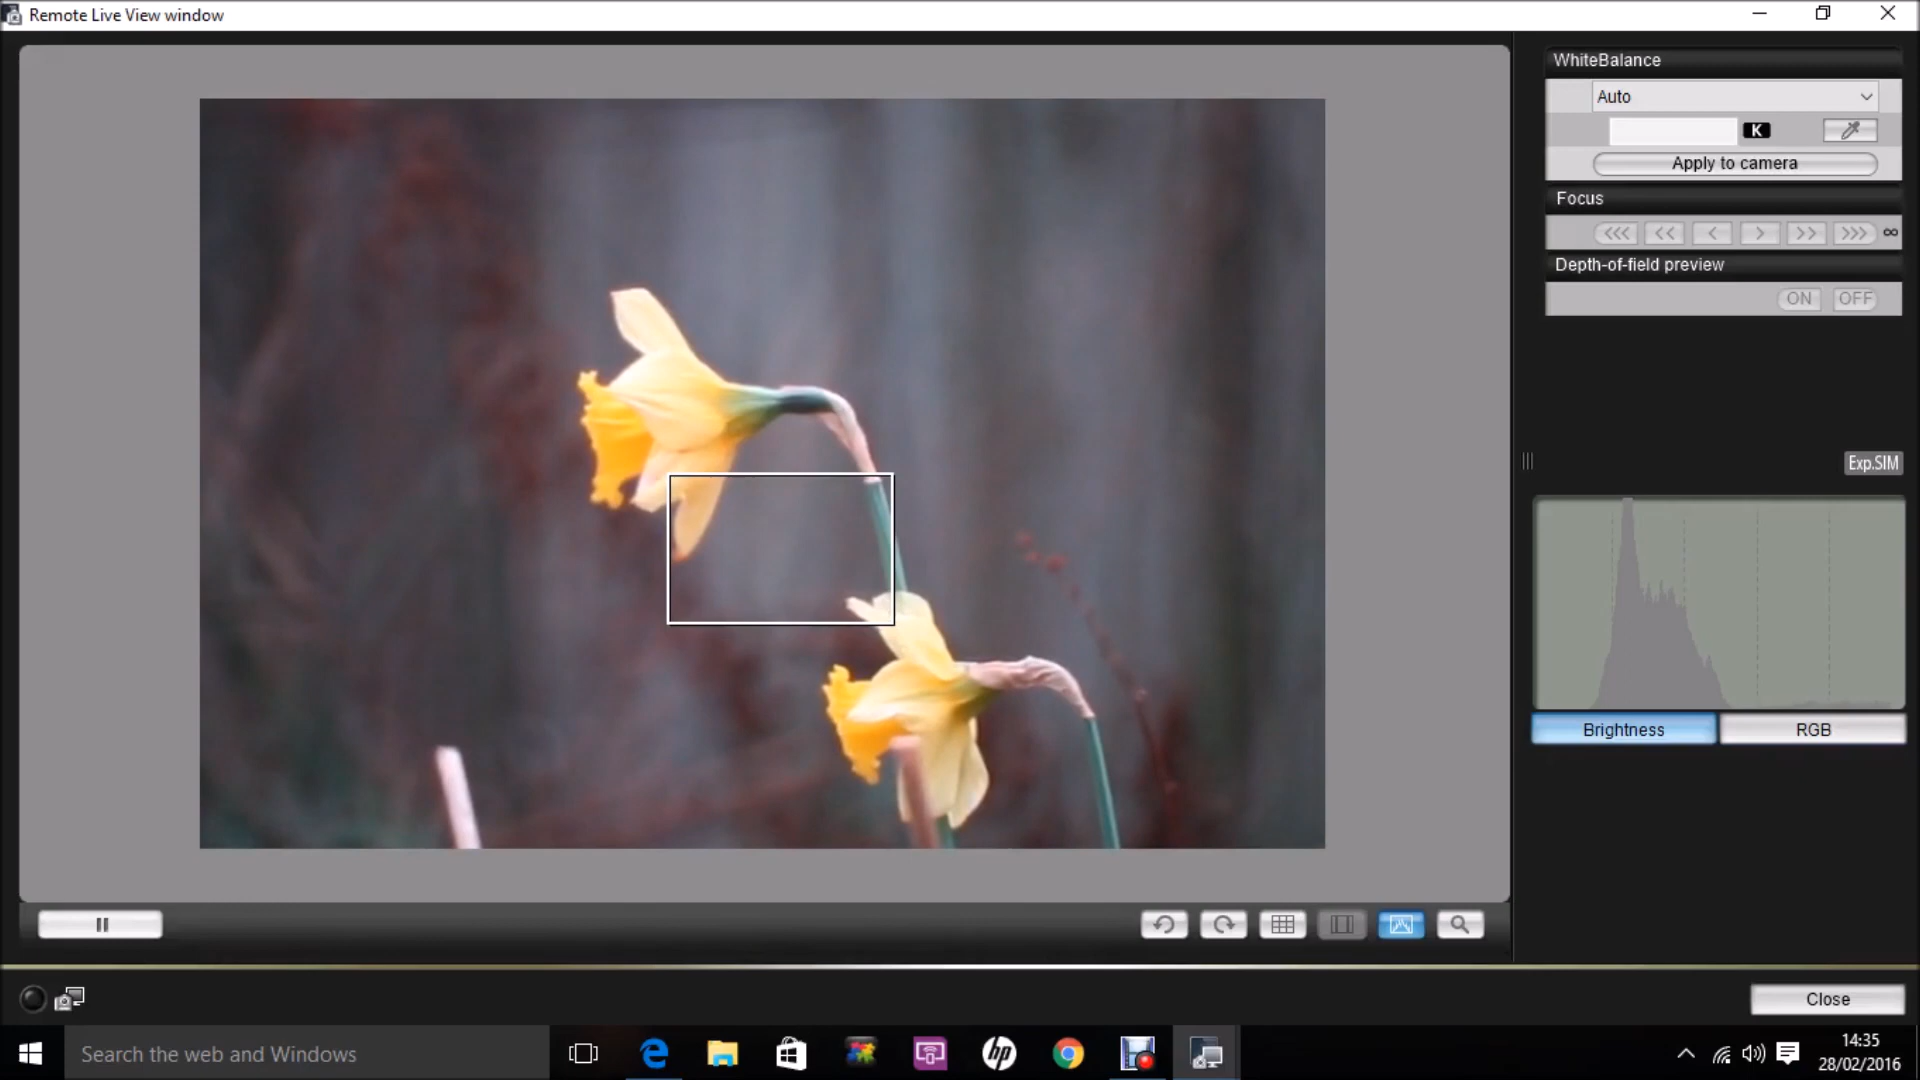 Remote Live View window
WhiteBalance
Auto
K
Apply to camera
Focus
<<< << < > >> >>> ∞
Depth-of-field preview
ON OFF
Exp.SIM
Brightness RGB
Close
Search the web and Windows
hp
14:35
28/02/2016